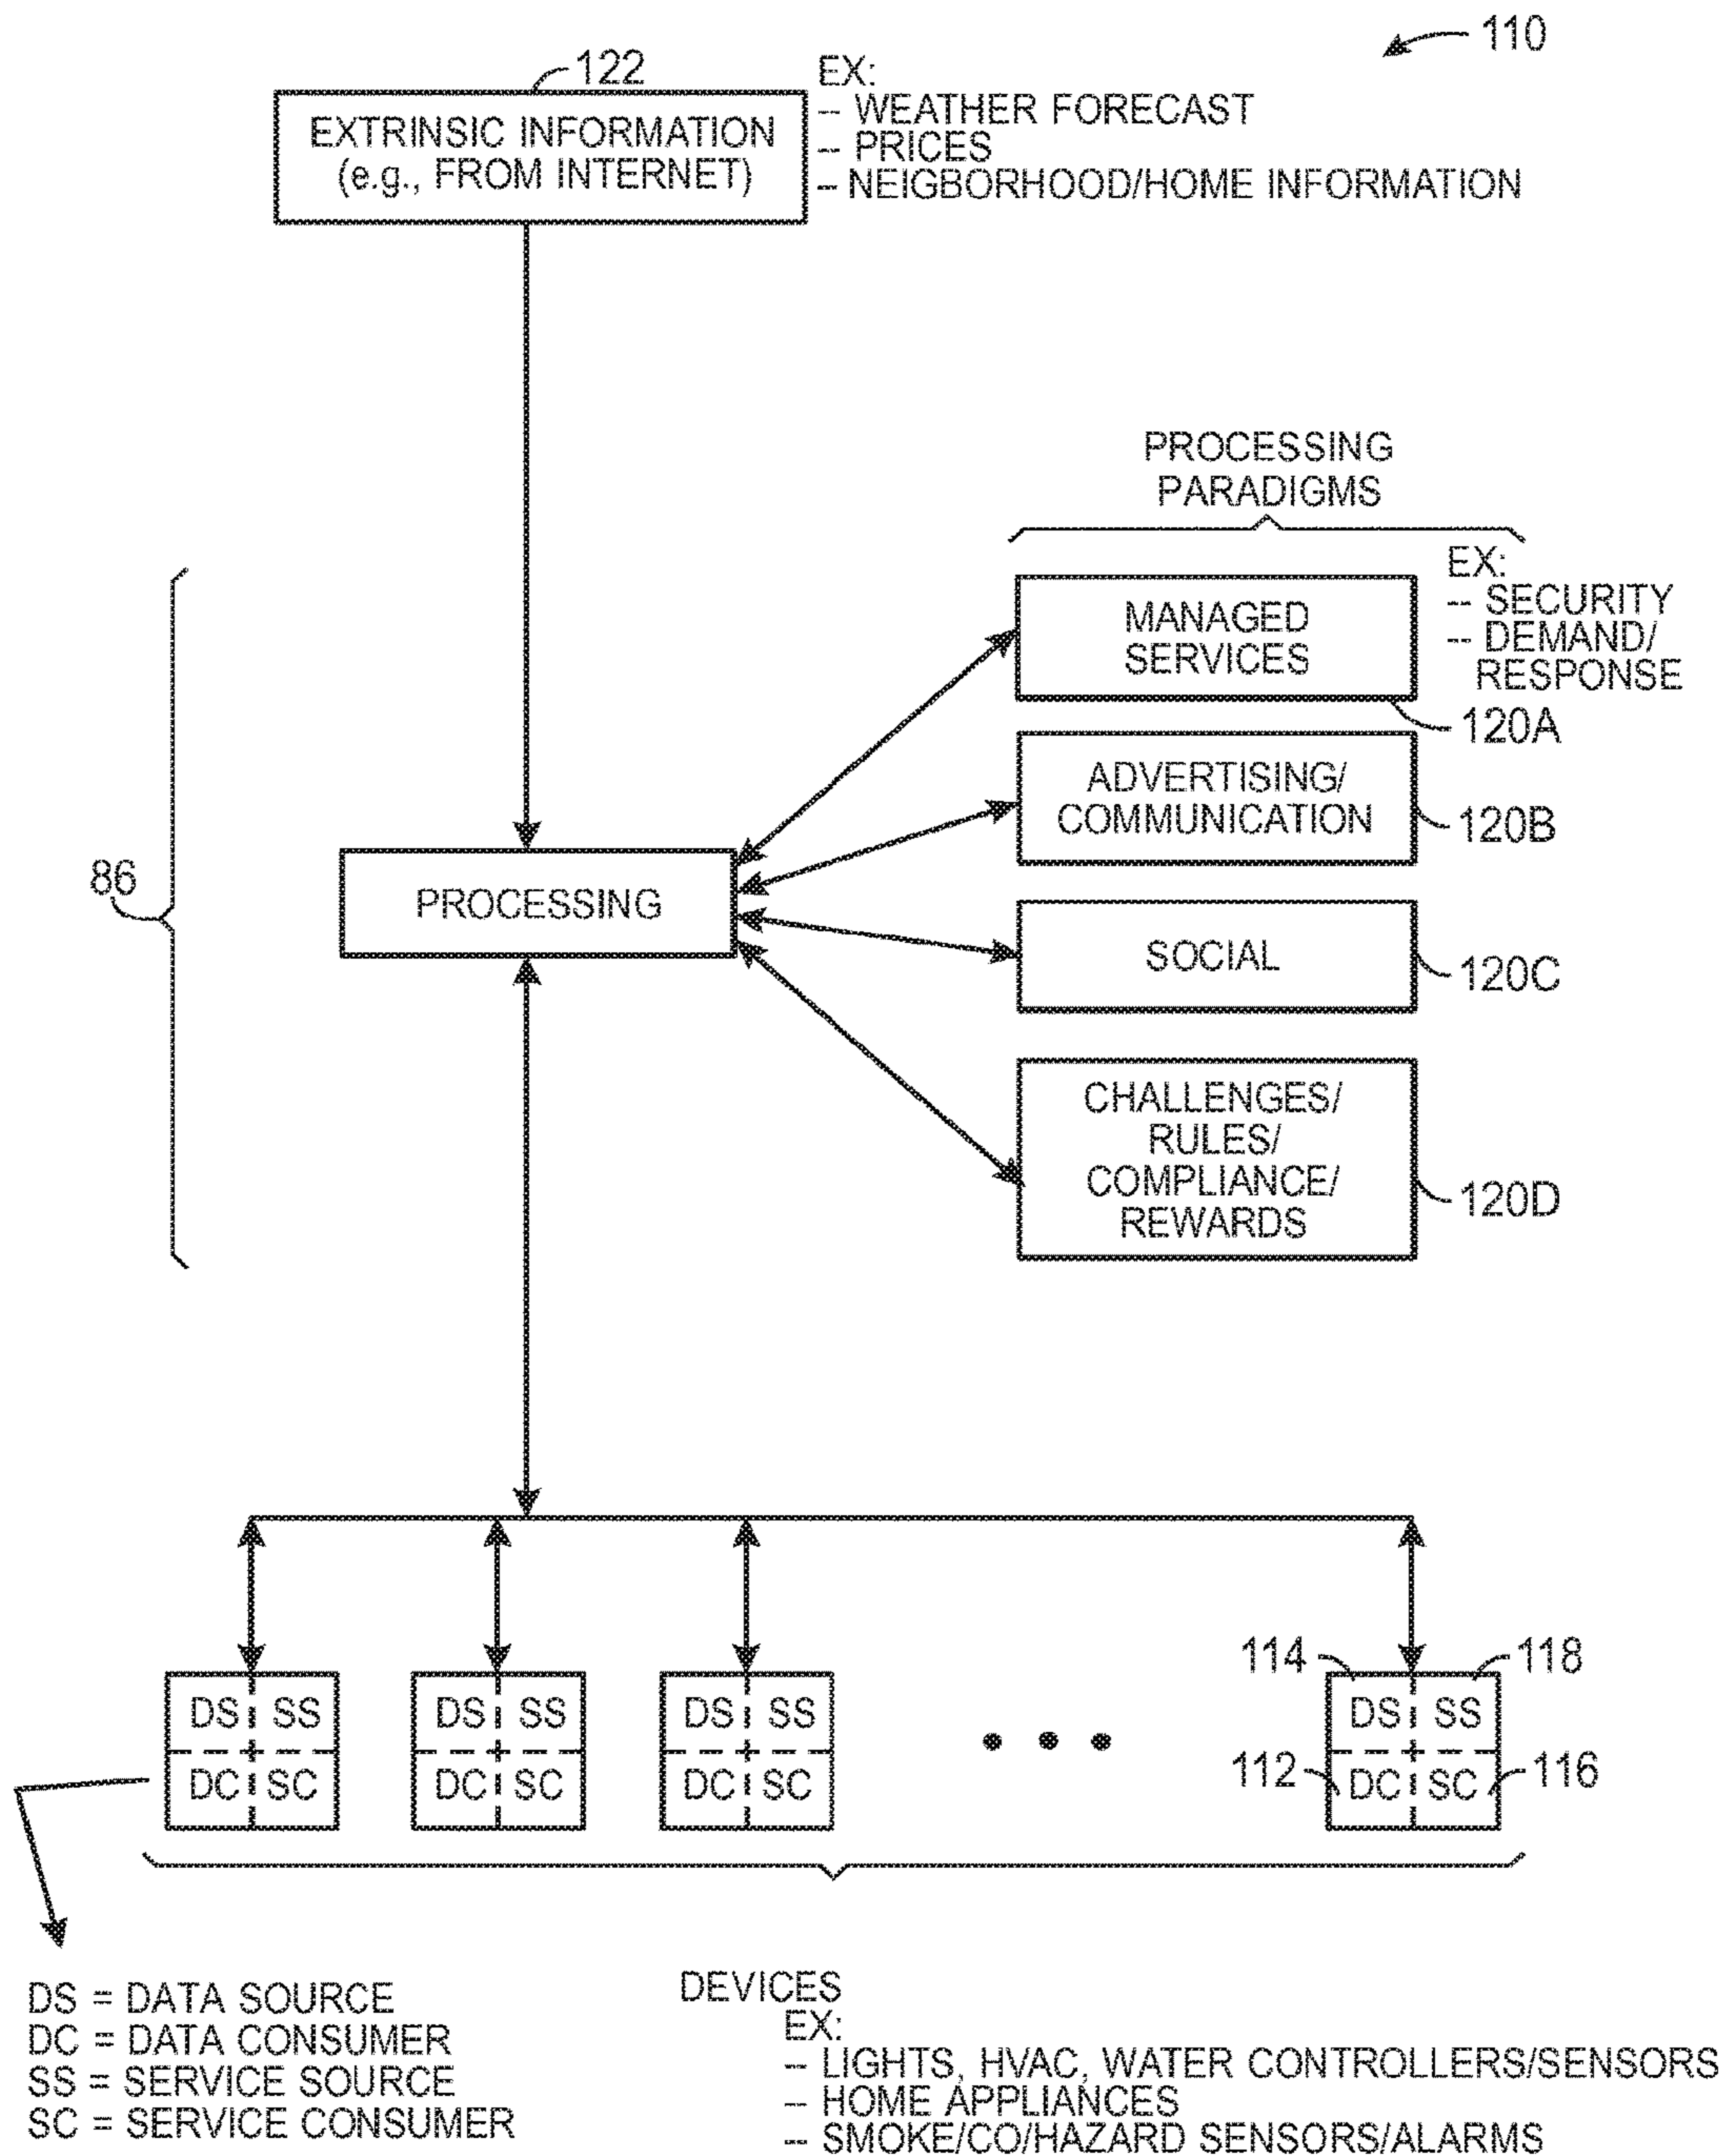 110
122
EXTRINSIC INFORMATION
(e.g., FROM INTERNET)
EX:
-- WEATHER FORECAST
-- PRICES
-- NEIGBORHOOD/HOME INFORMATION
PROCESSING
PARADIGMS
MANAGED
SERVICES
EX:
-- SECURITY
-- DEMAND/
RESPONSE
120A
ADVERTISING/
COMMUNICATION
120B
86
PROCESSING
SOCIAL
120C
CHALLENGES/
RULES/
COMPLIANCE/
REWARDS
120D
114
118
DS SS
DC SC
DS SS
DC SC
DS SS
DC SC
• • •
DS SS
DC SC
112
116
DS = DATA SOURCE
DC = DATA CONSUMER
SS = SERVICE SOURCE
SC = SERVICE CONSUMER
DEVICES
EX:
-- LIGHTS, HVAC, WATER CONTROLLERS/SENSORS
-- HOME APPLIANCES
-- SMOKE/CO/HAZARD SENSORS/ALARMS